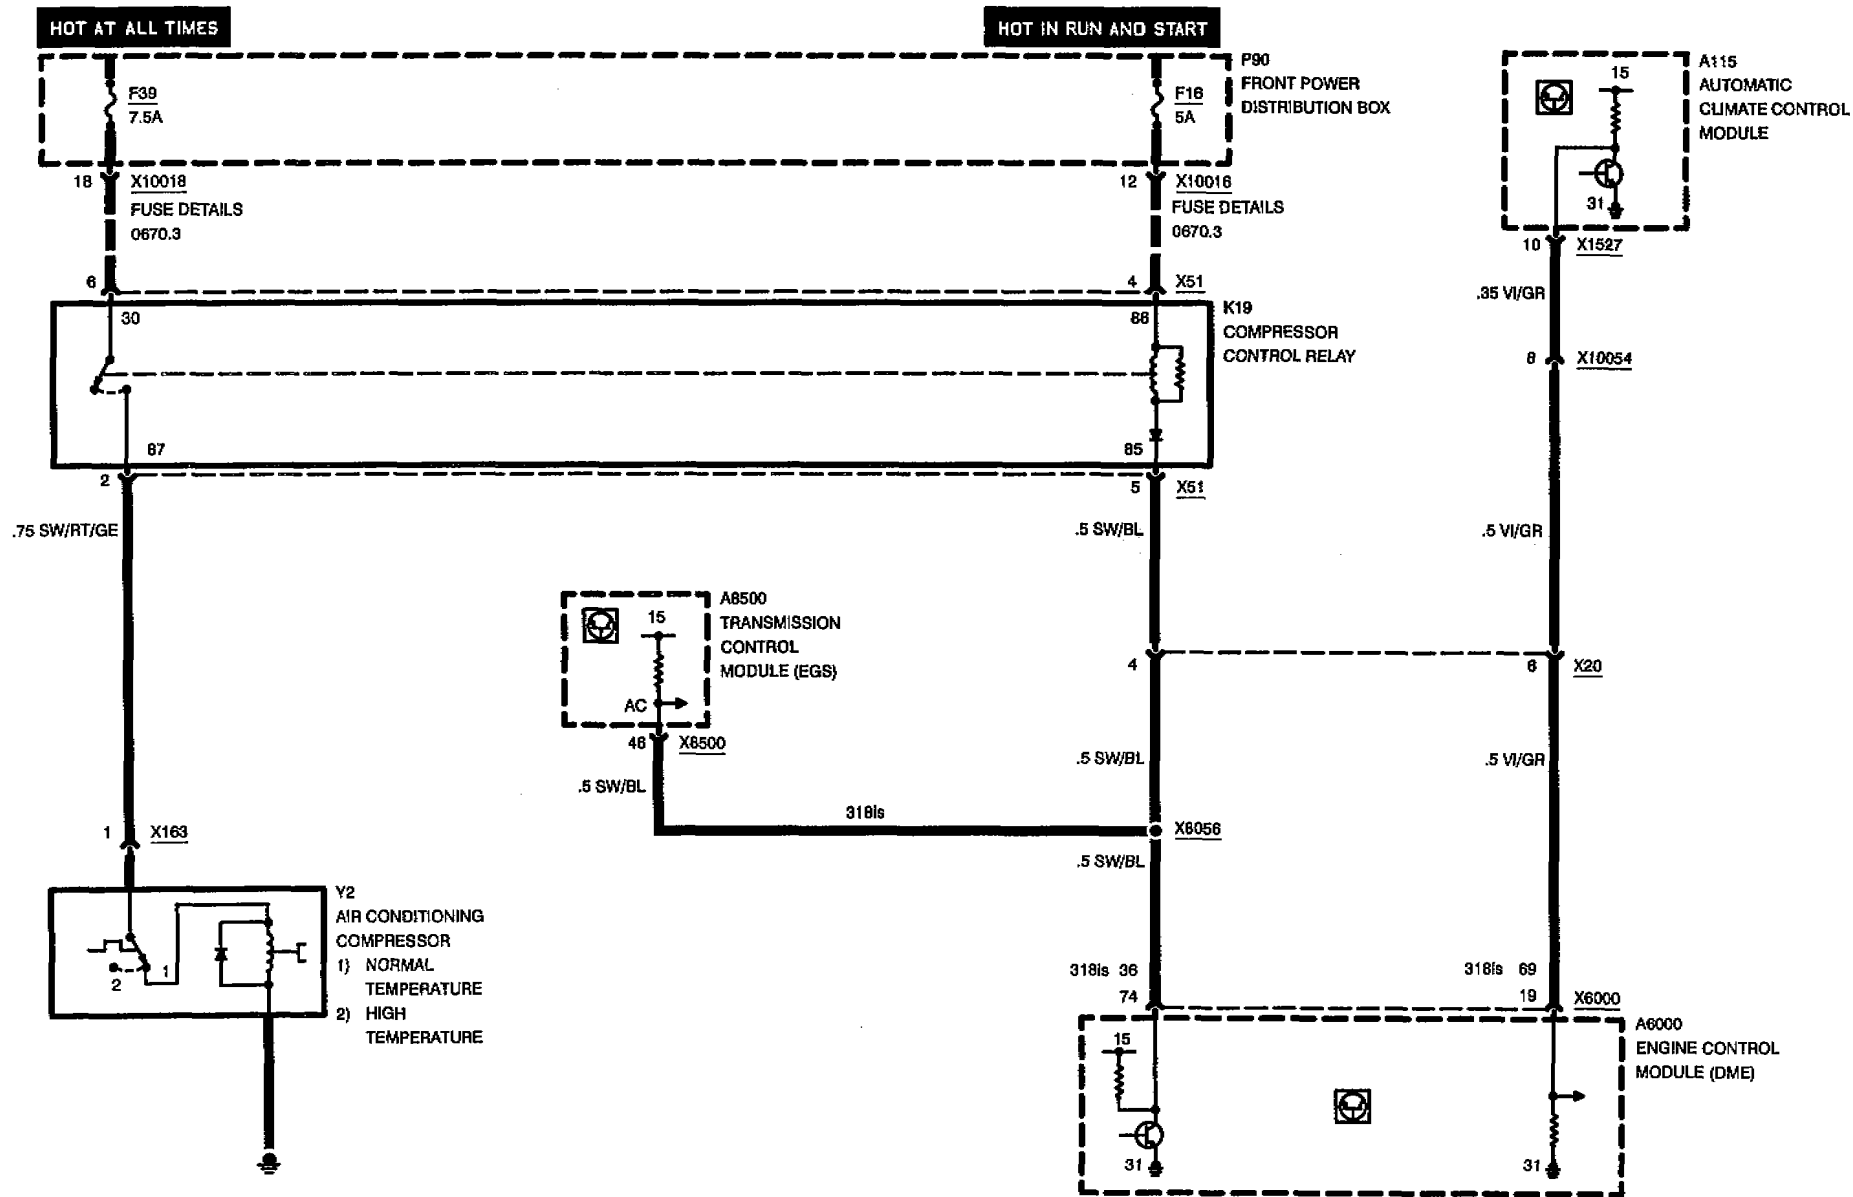 HOT AT ALL TIMES
HOT IN RUN AND START
F39
7.5A
F16
5A
P90
FRONT POWER
DISTRIBUTION BOX
15
31
A115
AUTOMATIC
CLIMATE CONTROL
MODULE
18
X10018
FUSE DETAILS
0670.3
12
X10016
FUSE DETAILS
0670.3
10
X1527
.35 VI/GR
6
4
X51
30
86
K19
COMPRESSOR
CONTROL RELAY
8
X10054
87
85
2
5
X51
.75 SW/RT/GE
.5 SW/BL
.5 VI/GR
15
AC
A8500
TRANSMISSION
CONTROL
MODULE (EGS)
4
6
X20
48
X8500
.5 SW/BL
.5 SW/BL
.5 VI/GR
318is
X6056
1
X163
.5 SW/BL
1
2
Y2
AIR CONDITIONING
COMPRESSOR
1) NORMAL
TEMPERATURE
2) HIGH
TEMPERATURE
318is 36
74
318is 69
19
X6000
15
31
31
A6000
ENGINE CONTROL
MODULE (DME)